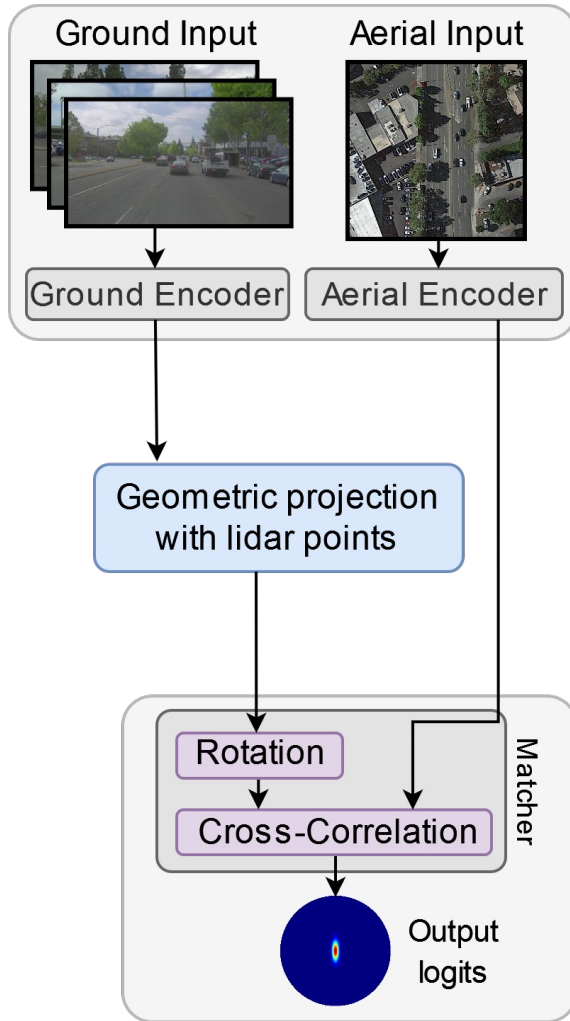 Ground Input
Aerial Input
Ground Encoder
Aerial Encoder
Geometric projection
with lidar points
Rotation
Cross-Correlation
Matcher
Output
logits